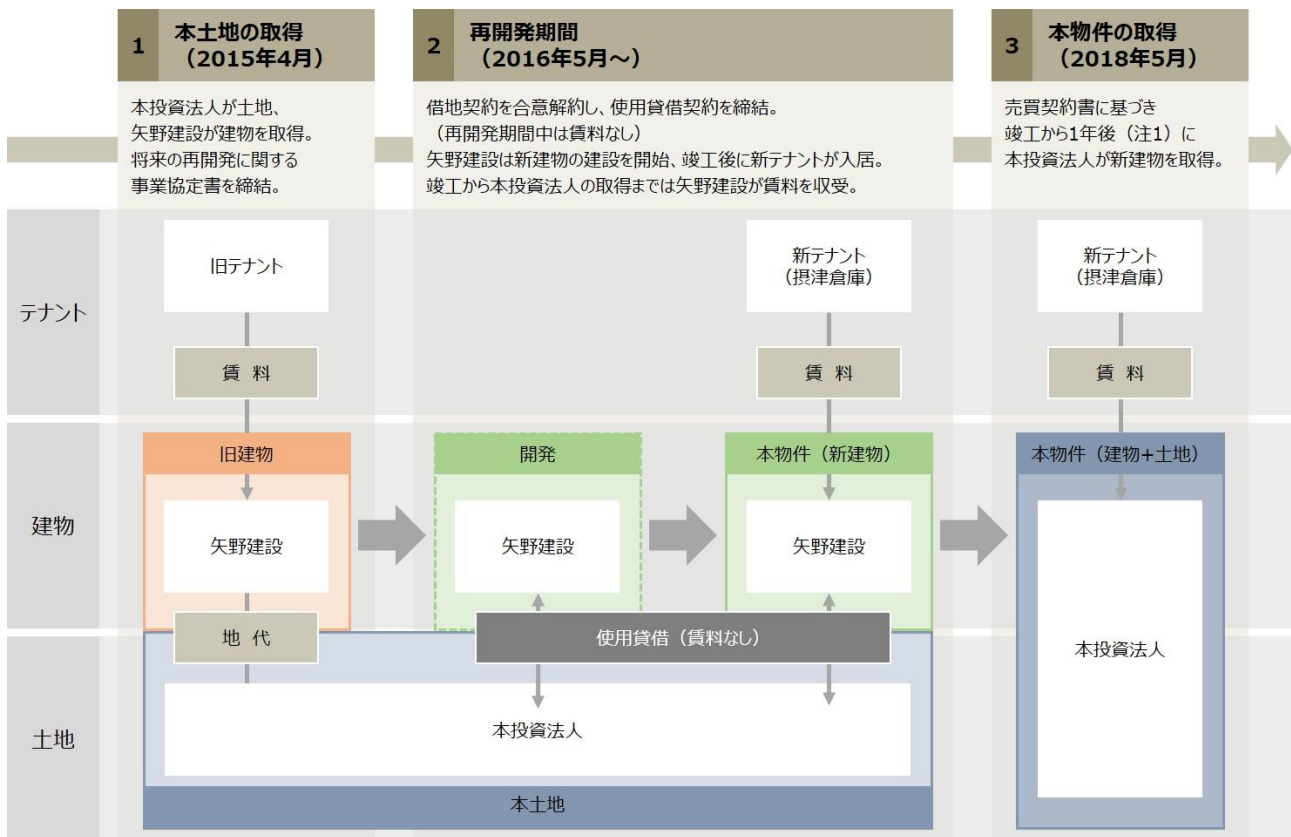 1
本土地の取得
（2015年4月）
2
再開発期間
（2016年5月～）
3
本物件の取得
（2018年5月）
本投資法人が土地、
矢野建設が建物を取得。
将来の再開発に関する
事業協定書を締結。
借地契約を合意解約し、使用貸借契約を締結。
（再開発期間中は賃料なし）
矢野建設は新建物の建設を開始、竣工後に新テナントが入居。
竣工から本投資法人の取得までは矢野建設が賃料を収受。
売買契約書に基づき
竣工から1年後（注1）に
本投資法人が新建物を取得。
テナント
旧テナント
新テナント
（摂津倉庫）
新テナント
（摂津倉庫）
賃 料
賃 料
賃 料
建物
旧建物
開発
本物件（新建物）
本物件（建物+土地）
矢野建設
矢野建設
矢野建設
地 代
使用貸借（賃料なし）
土地
本投資法人
本投資法人
本土地